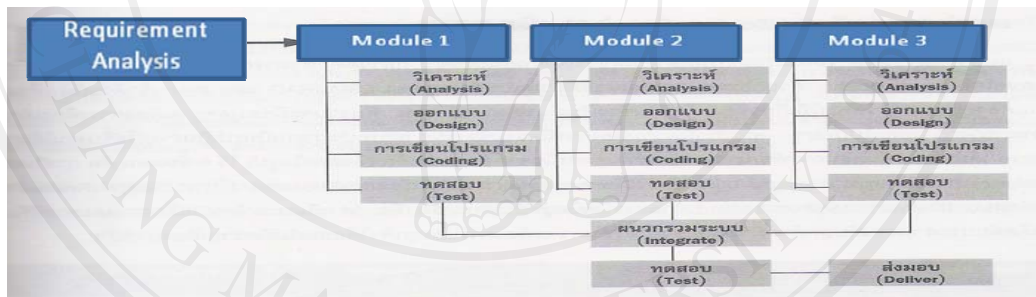 Requirement
Analysis
Module 1
Module 2
Module 3
วิเคราะห์
(Analysis)
ออกแบบ
(Design)
การเขียนโปรแกรม
(Coding)
ทดสอบ
(Test)
วิเคราะห์
(Analysis)
ออกแบบ
(Design)
การเขียนโปรแกรม
(Coding)
ทดสอบ
(Test)
วิเคราะห์
(Analysis)
ออกแบบ
(Design)
การเขียนโปรแกรม
(Coding)
ทดสอบ
(Test)
ผนวกรวมระบบ
(Integrate)
ทดสอบ
(Test)
ส่งมอบ
(Deliver)